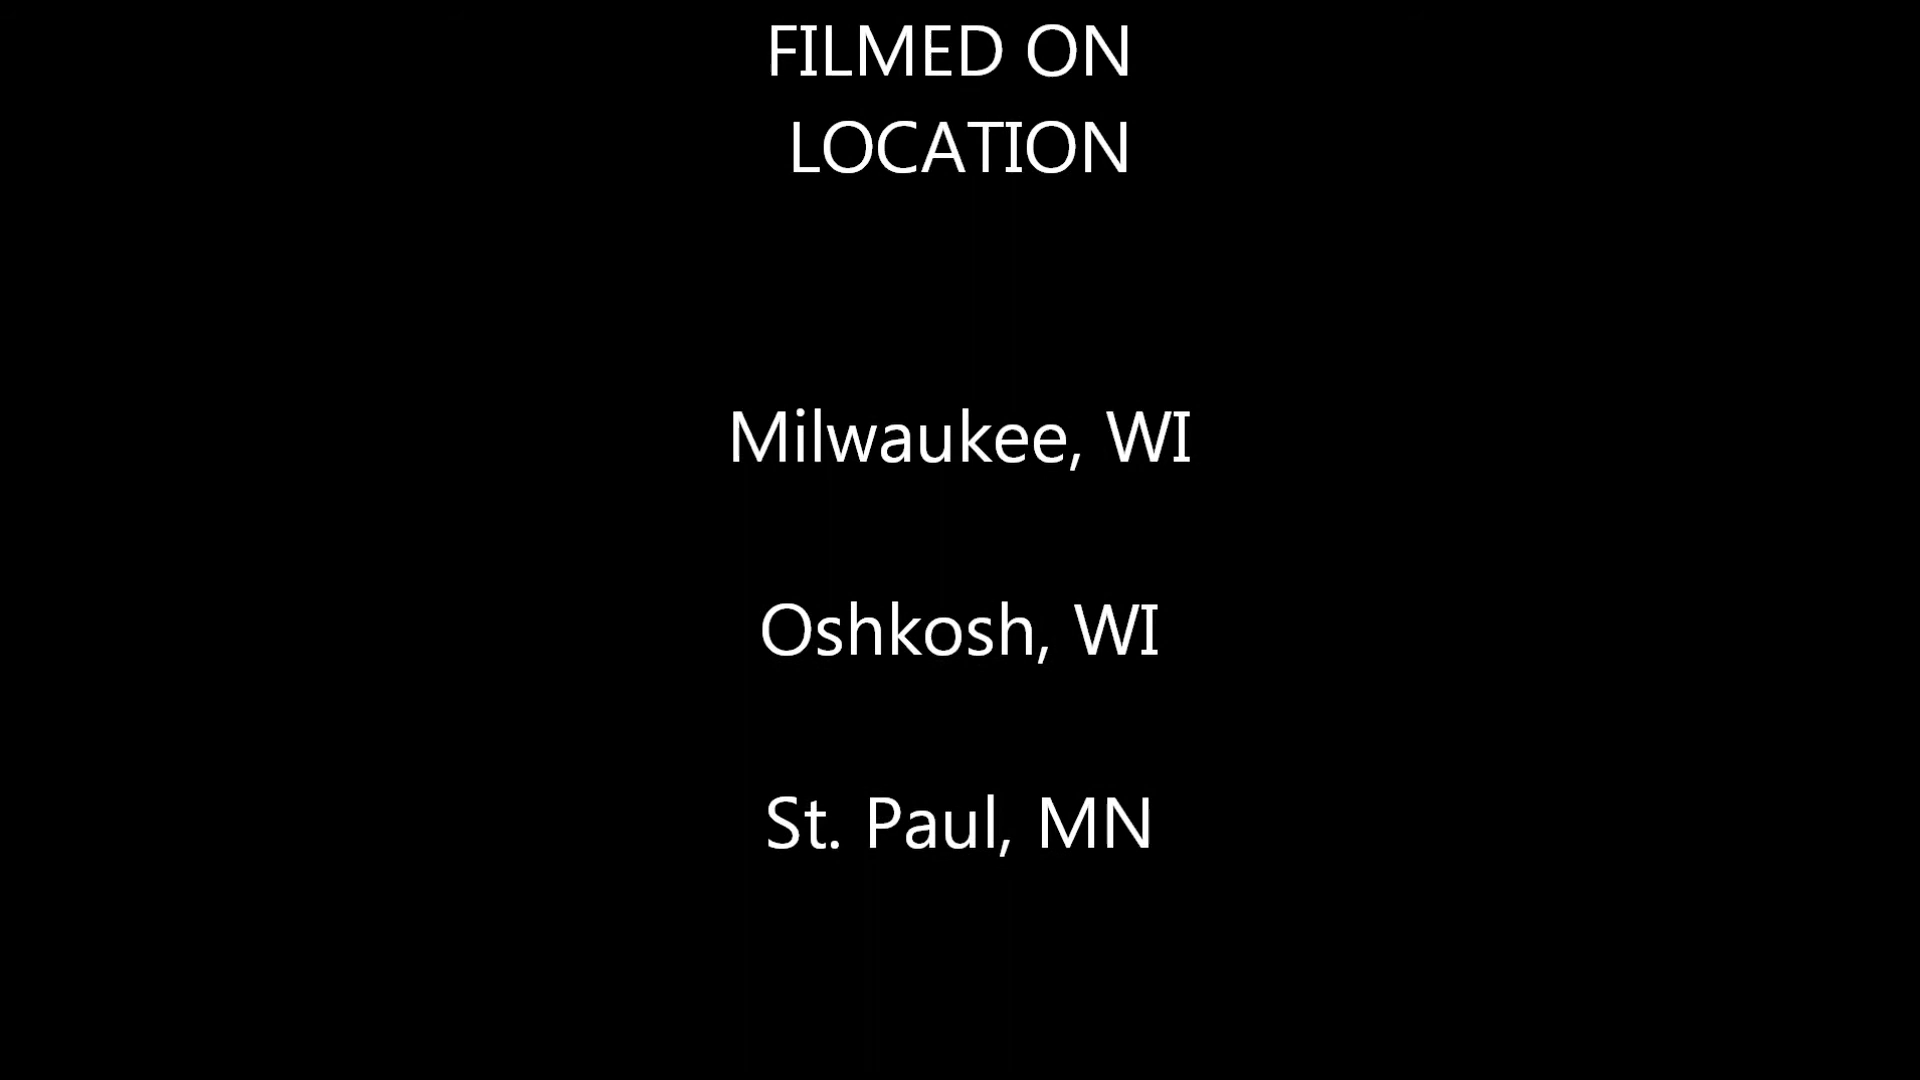 FILMED ON
LOCATION
Milwaukee, WI
Oshkosh, WI
St. Paul, MN